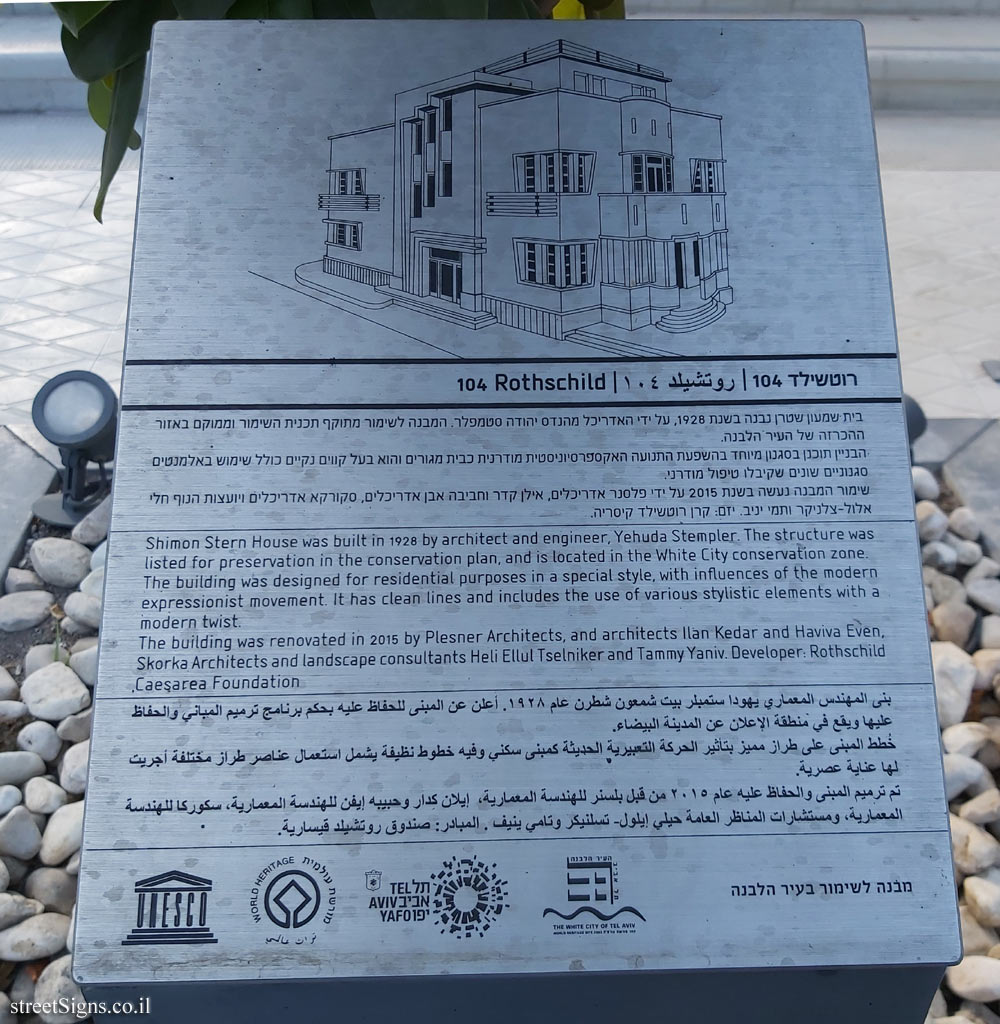 רוטשילד 104 | روتشيلد ١٠٤ | 104 Rothschild
בית שמעון שטרן נבנה בשנת 1928, על ידי האדריכל מהנדס יהודה סטמפלר. המבנה לשימור מתוקף תכנית השימור וממוקם באזור
ההכרזה של העיר הלבנה.
הבניין תוכנן בסגנון מיוחד בהשפעת התנועה האקספרסיוניסטית מודרנית כבית מגורים והוא בעל קווים נקיים כולל שימוש באלמנטים
סגנוניים שונים שקיבלו טיפול מודרני.
שימור המבנה נעשה בשנת 2015 על ידי פלסנר אדריכלים, אילן קדר וחביבה אבן אדריכלים, סקורקא אדריכלים ויועצות הנוף חלי
אלול-צלניקר ותמי יניב. יזם: קרן רוטשילד קיסריה.
Shimon Stern House was built in 1928 by architect and engineer, Yehuda Stempler. The structure was
listed for preservation in the conservation plan, and is located in the White City conservation zone.
The building was designed for residential purposes in a special style, with influences of the modern
expressionist movement. It has clean lines and includes the use of various stylistic elements with a
modern twist.
The building was renovated in 2015 by Plesner Architects, and architects Ilan Kedar and Haviva Even,
Skorka Architects and landscape consultants Heli Ellul Tselniker and Tammy Yaniv. Developer: Rothschild
.Caesarea Foundation
بنى المهندس المعماري يهودا ستمبلر بيت شمعون شطرن عام ١٩٢٨. أعلن عن المبنى للحفاظ عليه بحكم برنامج ترميم المباني والحفاظ
عليها ويقع في منطقة الإعلان عن المدينة البيضاء.
خُطط المبنى على طراز مميز بتأثير الحركة التعبيرية الحديثة كمبنى سكني وفيه خطوط نظيفة يشمل استعمال عناصر طراز مختلفة أجريت
لها عناية عصرية.
تم ترميم المبنى والحفاظ عليه عام ٢٠١٥ من قبل بلسنر للهندسة المعمارية، إيلان كدار وحبيبه إيفن للهندسة المعمارية، سكوركا للهندسة
المعمارية، ومستشارات المناظر العامة حيلي إيلول- تسلنيكر وتامي ينيف . المبادر: صندوق روتشيلد قيسارية.
מבנה לשימור בעיר הלבנה
העיר הלבנה
תל אביב
THE WHITE CITY OF TEL AVIV
תל
אביב
יפו
TEL
AVIV
YAFO
WORLD HERITAGE
מורשת עולמית
تراث عالمي
UNESCO
streetSigns.co.il